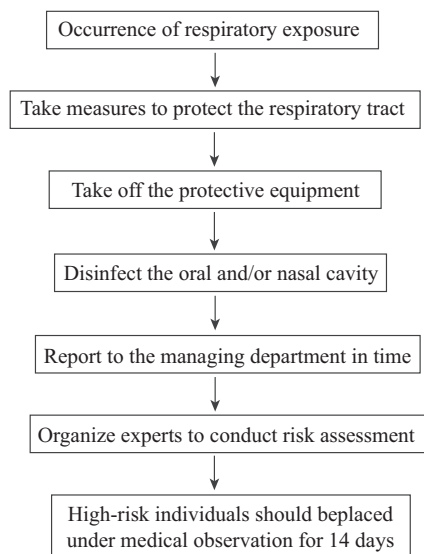 Occurrence of respiratory exposure
Take measures to protect the respiratory tract
Take off the protective equipment
Disinfect the oral and/or nasal cavity
Report to the managing department in time
Organize experts to conduct risk assessment
High-risk individuals should beplaced
under medical observation for 14 days